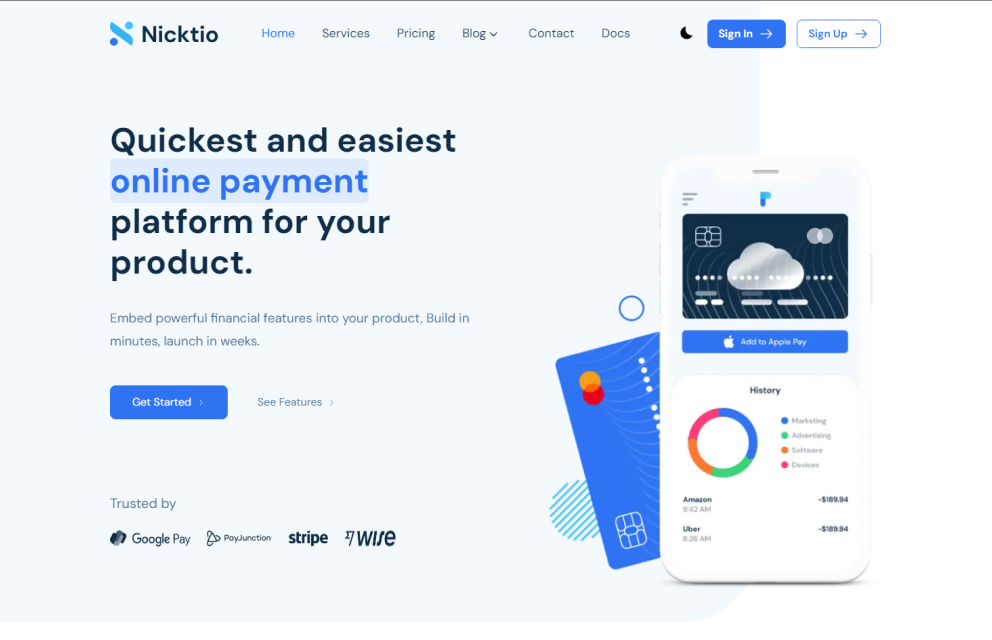 Nicktio
Home Services Pricing Blog Contact Docs
Sign In
Sign Up
Quickest and easiest
online payment
platform for your
product.
Embed powerful financial features into your product, Build in
minutes, launch in weeks.
Get Started
See Features
Trusted by
Google Pay PayJunction stripe WISE
Add to Apple Pay
History
Marketing
Advertising
Software
Devices
Amazon -$189.94
9:42 AM
Uber -$189.94
8:26 AM